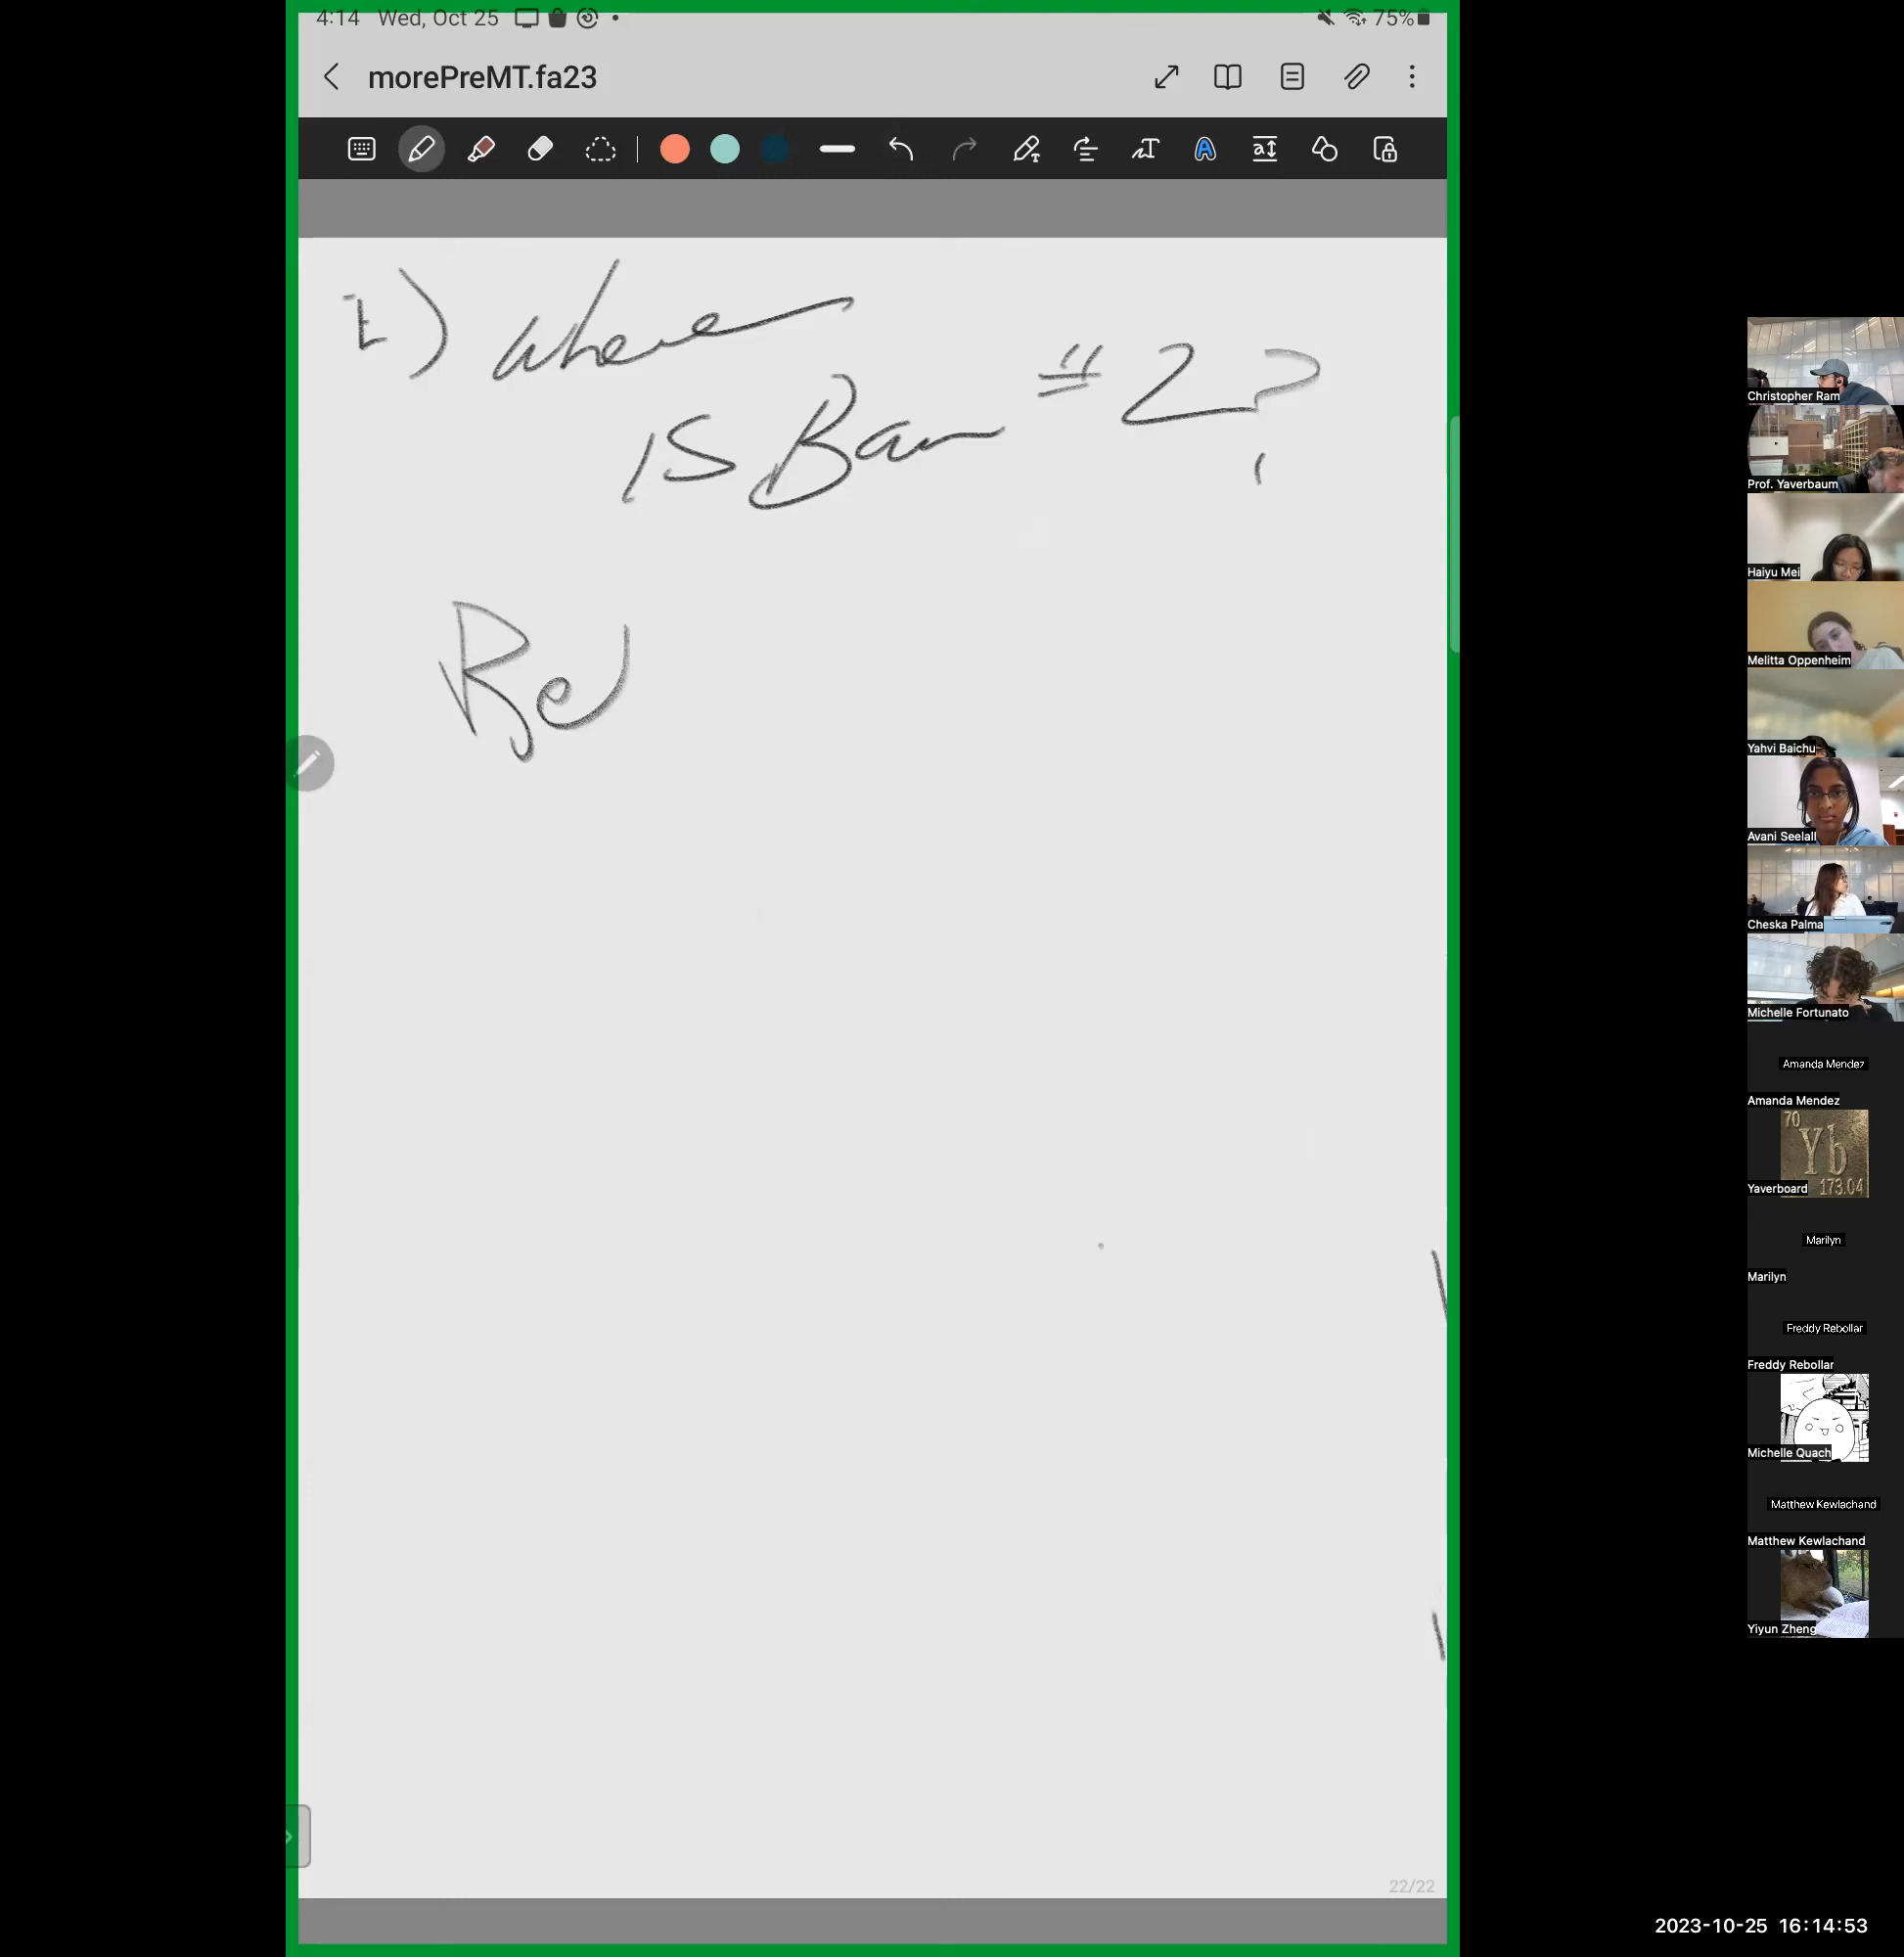 4:14 Wed, Oct 25
75%
morePreMT.fa23
where
is Bam #2?
Rel
22/22
Christopher Ram
Prof. Yaverbaum
Haiyu Mei
Melitta Oppenheim
Yahvi Baichu
Avani Seelall
Cheska Palma
Michelle Fortunato
Amanda Mendez
Amanda Mendez
70
Yb
173.04
Yaverboard
Marilyn
Marilyn
Freddy Rebollar
Freddy Rebollar
Michelle Quach
Matthew Kewlachand
Matthew Kewlachand
Yiyun Zheng
2023-10-25 16:14:53